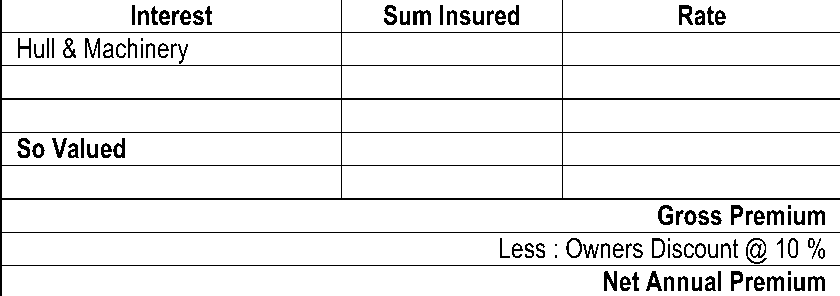 Interest Sum Insured Rate
Hull & Machinery
So Valued
Gross Premium
Less : Owners Discount @ 10 %
Net Annual Premium